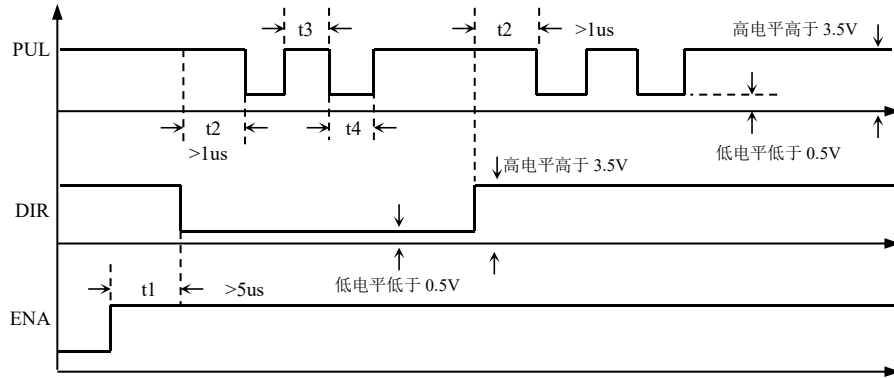 t3
t2
>1us
高电平高于 3.5V
PUL
t2
t4
>1us
低电平低于 0.5V
高电平高于 3.5V
DIR
低电平低于 0.5V
t1
>5us
ENA